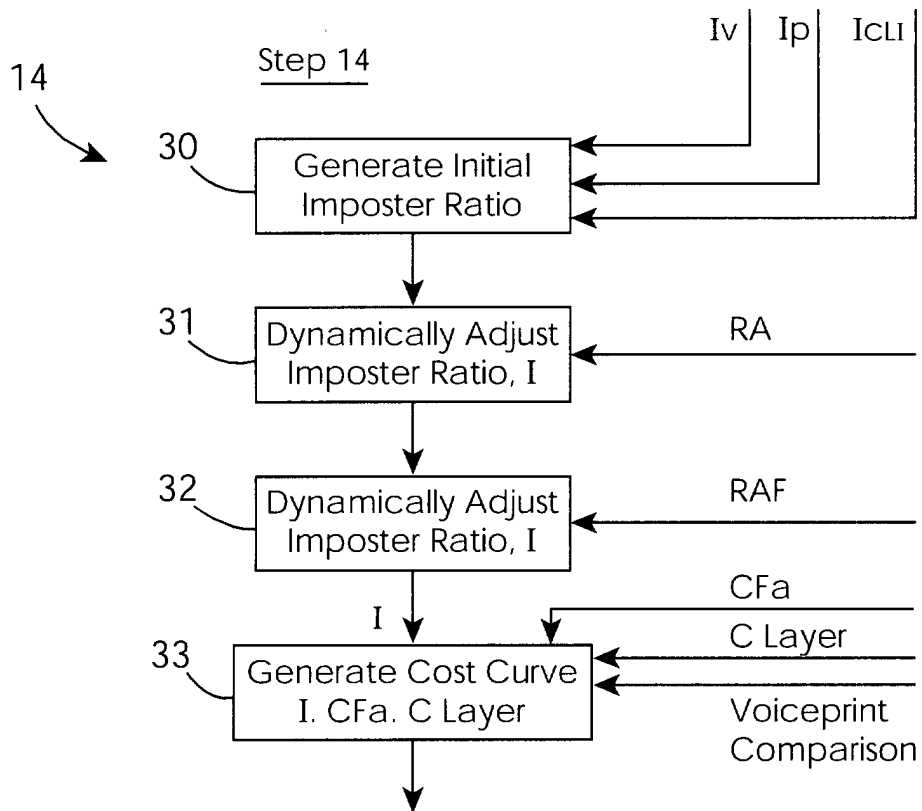 Step 14
14
Iv
Ip
ICLI
30
Generate Initial
Imposter Ratio
31
Dynamically Adjust
Imposter Ratio, I
RA
32
Dynamically Adjust
Imposter Ratio, I
RAF
I
CFa
C Layer
33
Generate Cost Curve
I. CFa. C Layer
Voiceprint
Comparison